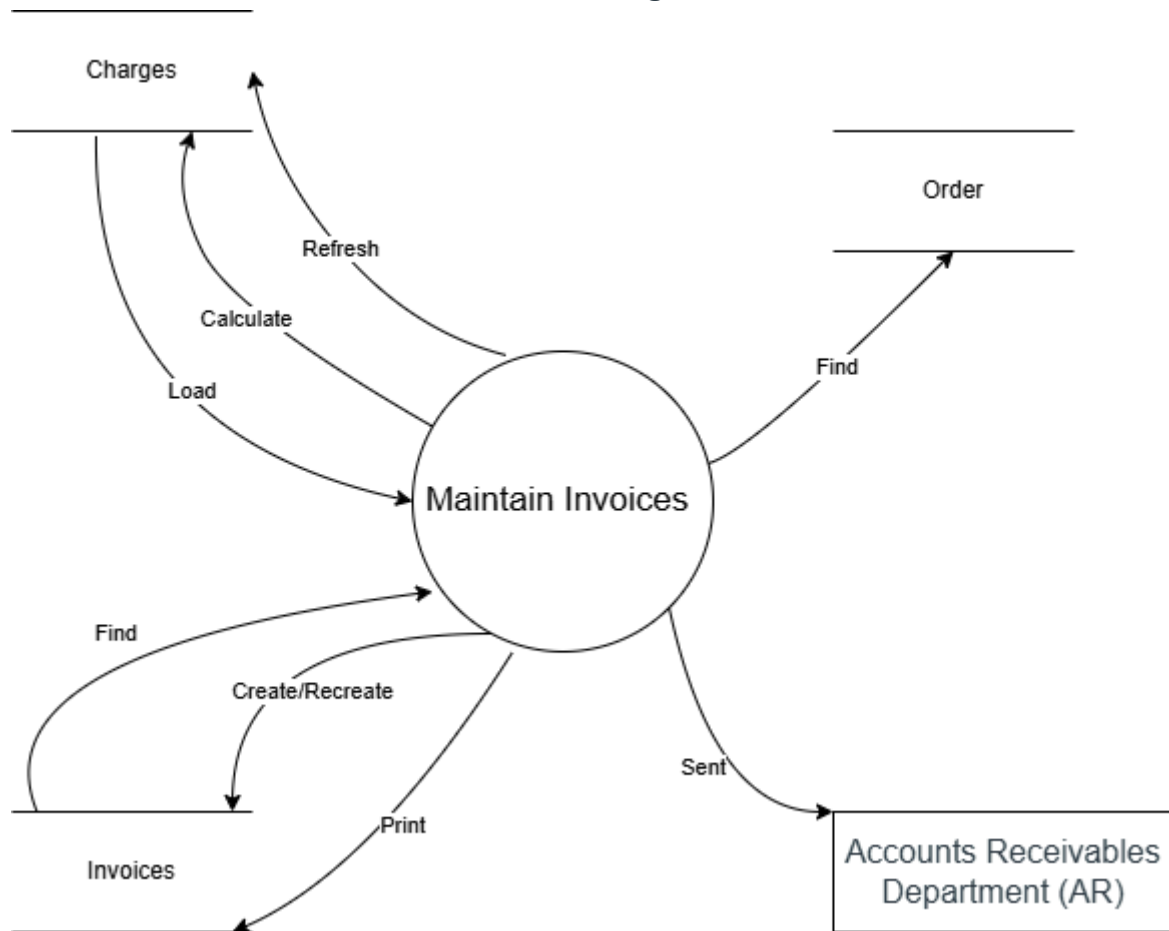 Charges
Order
Refresh
Calculate
Find
Load
Maintain Invoices
Find
Create/Recreate
Sent
Print
Invoices
Accounts Receivables
Department (AR)